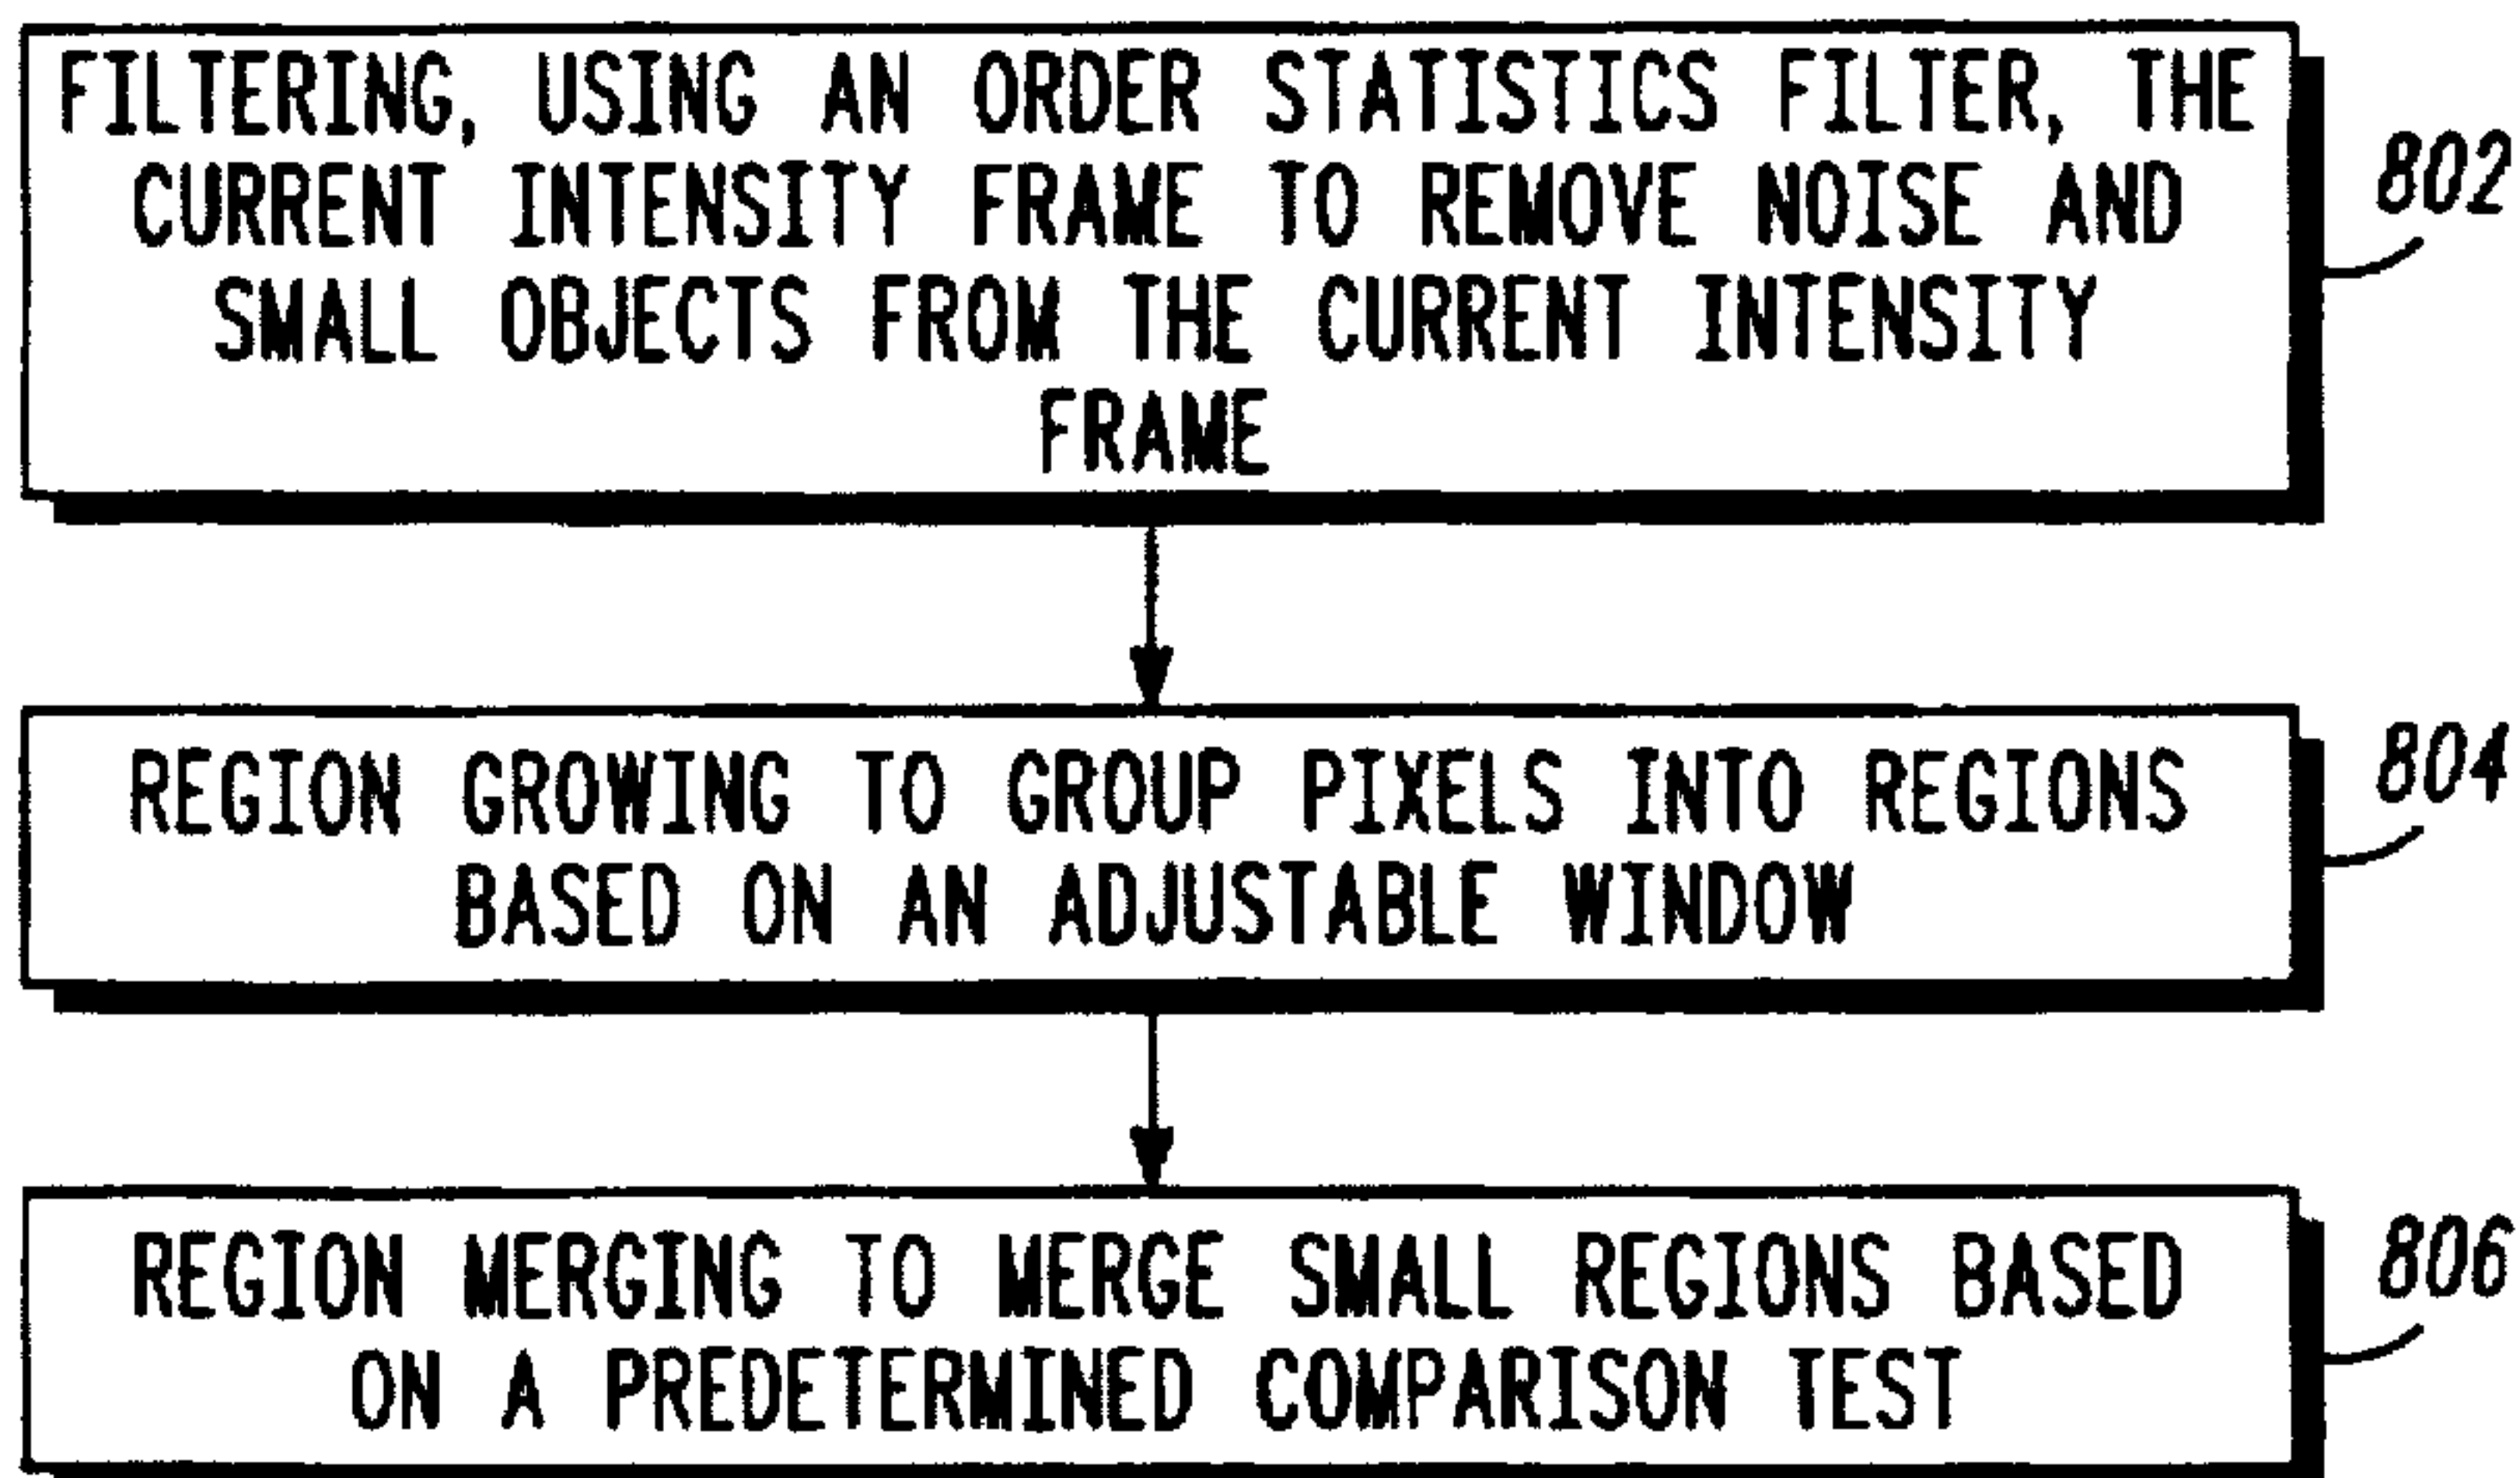 FILTERING, USING AN ORDER STATISTICS FILTER, THE
CURRENT INTENSITY FRAME TO REMOVE NOISE AND
SMALL OBJECTS FROM THE CURRENT INTENSITY
FRAME
802
REGION GROWING TO GROUP PIXELS INTO REGIONS
BASED ON AN ADJUSTABLE WINDOW
804
REGION MERGING TO MERGE SMALL REGIONS BASED
ON A PREDETERMINED COMPARISON TEST
806